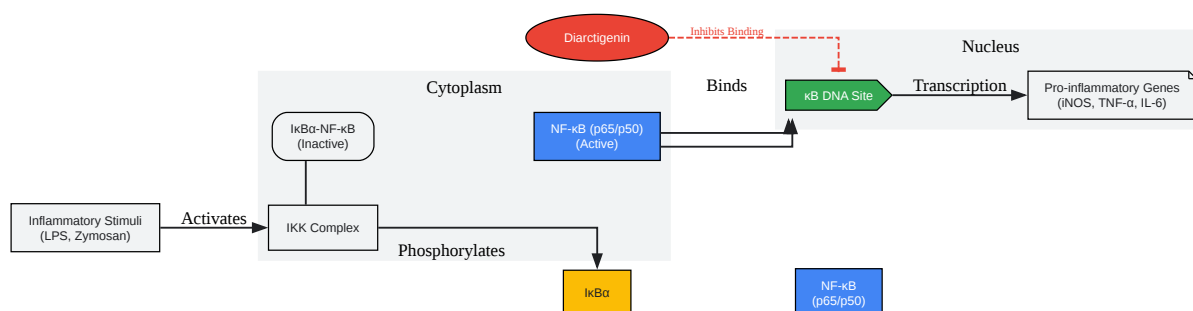 Diarctigenin
Inhibits Binding
Nucleus
Cytoplasm
Binds
κB DNA Site
Transcription
Pro-inflammatory Genes
(iNOS, TNF-α, IL-6)
IκBα-NF-κB
(Inactive)
NF-κB (p65/p50)
(Active)
Inflammatory Stimuli
(LPS, Zymosan)
Activates
IKK Complex
Phosphorylates
IκBα
NF-κB
(p65/p50)